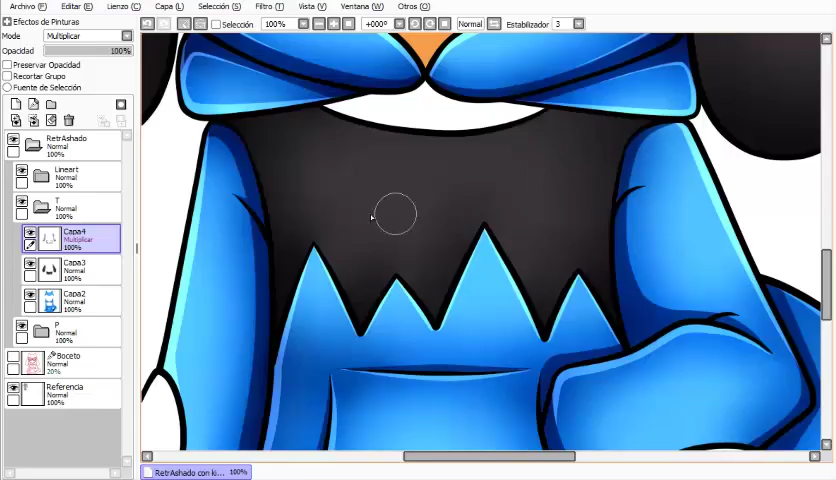 Archivo (F) Editar (E) Lienzo (C) Capa (L) Selección (S) Filtro (T) Vista (V) Ventana (W) Otros (O)
Selección 100% +000º Normal Estabilizador 3
Efectos de Pinturas
Mode Multiplicar
Opacidad 100%
Preservar Opacidad
Recortar Grupo
Fuente de Selección
RetrAshado
Normal
100%
Lineart
Normal
100%
T
Normal
100%
Capa4
Multiplicar
100%
Capa3
Normal
100%
Capa2
Normal
100%
P
Normal
100%
Boceto
Normal
20%
Referencia
Normal
100%
RetrAshado con ki... 100%